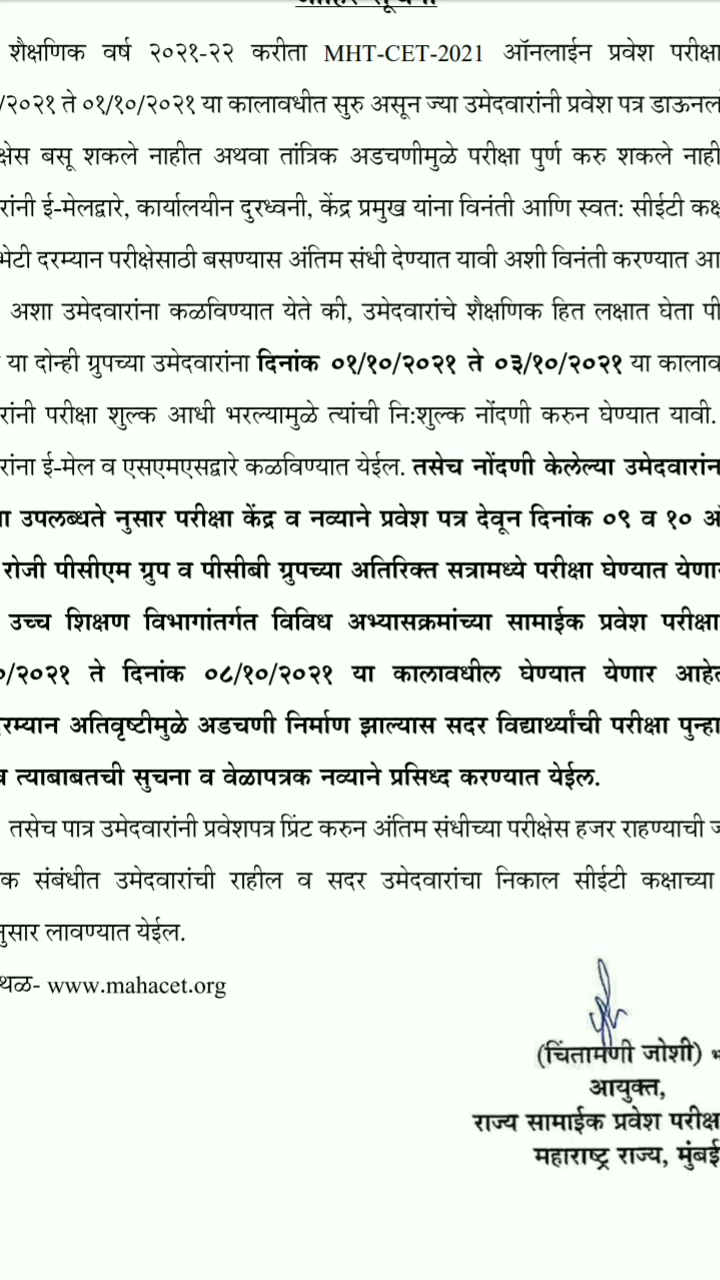 जाहिर सूचना
शैक्षणिक वर्ष २०२१-२२ करीता MHT-CET-2021 ऑनलाईन प्रवेश परीक्षा
/२०२१ ते ०१/१०/२०२१ या कालावधीत सुरु असून ज्या उमेदवारांनी प्रवेश पत्र डाऊनलो
क्षेस बसू शकले नाहीत अथवा तांत्रिक अडचणीमुळे परीक्षा पुर्ण करु शकले नाही
रांनी ई-मेलद्वारे, कार्यालयीन दुरध्वनी, केंद्र प्रमुख यांना विनंती आणि स्वत: सीईटी कक्ष
भेटी दरम्यान परीक्षेसाठी बसण्यास अंतिम संधी देण्यात यावी अशी विनंती करण्यात आ
अशा उमेदवारांना कळविण्यात येते की, उमेदवारांचे शैक्षणिक हित लक्षात घेता पी
या दोन्ही ग्रुपच्या उमेदवारांना दिनांक ०१/१०/२०२१ ते ०३/१०/२०२१ या कालाव
रांनी परीक्षा शुल्क आधी भरल्यामुळे त्यांची नि:शुल्क नोंदणी करुन घेण्यात यावी.
रांना ई-मेल व एसएमएसद्वारे कळविण्यात येईल. तसेच नोंदणी केलेल्या उमेदवारांन
ा उपलब्धते नुसार परीक्षा केंद्र व नव्याने प्रवेश पत्र देवून दिनांक ०९ व १० ऑ
रोजी पीसीएम ग्रुप व पीसीबी ग्रुपच्या अतिरिक्त सत्रामध्ये परीक्षा घेण्यात येणार
उच्च शिक्षण विभागांतर्गत विविध अभ्यासक्रमांच्या सामाईक प्रवेश परीक्षा
०/२०२१ ते दिनांक ०८/१०/२०२१ या कालावधील घेण्यात येणार आहेत
दरम्यान अतिवृष्टीमुळे अडचणी निर्माण झाल्यास सदर विद्यार्थ्यांची परीक्षा पुन्हा
व त्याबाबतची सुचना व वेळापत्रक नव्याने प्रसिध्द करण्यात येईल.
तसेच पात्र उमेदवारांनी प्रवेशपत्र प्रिंट करुन अंतिम संधीच्या परीक्षेस हजर राहण्याची ज
क संबंधीत उमेदवारांची राहील व सदर उमेदवारांचा निकाल सीईटी कक्षाच्या
नुसार लावण्यात येईल.
थळ- www.mahacet.org
(चिंतामणी जोशी)
आयुक्त,
राज्य सामाईक प्रवेश परीक्ष
महाराष्ट्र राज्य, मुंबई